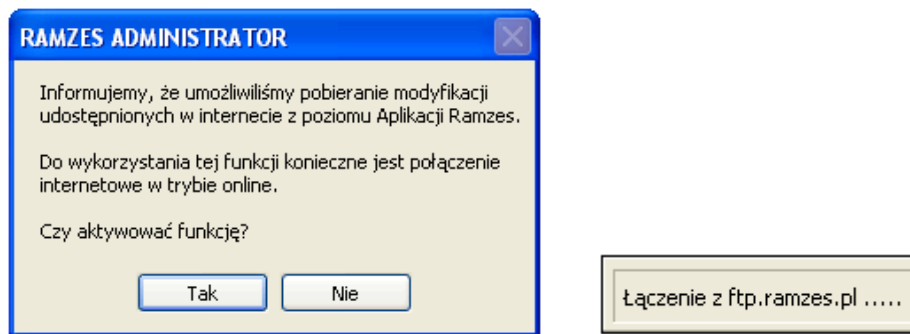 RAMZES ADMINISTRATOR
Informujemy, że umożliwiliśmy pobieranie modyfikacji
udostępnionych w internecie z poziomu Aplikacji Ramzes.
Do wykorzystania tej funkcji konieczne jest połączenie
internetowe w trybie online.
Czy aktywować funkcję?
Tak Nie
Łączenie z ftp.ramzes.pl .....